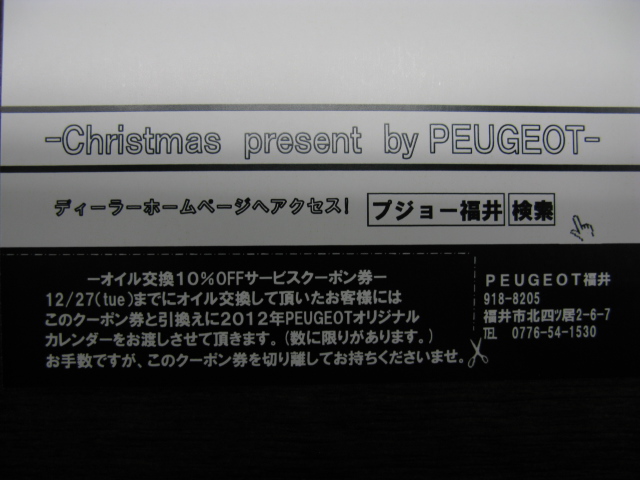 -Christmas present by PEUGEOT-
ディーラーホームページへアクセス! プジョー福井 検索
-オイル交換10%OFFサービスクーポン券-
12/27(tue)までにオイル交換して頂いたお客様には
このクーポン券と引換えに2012年PEUGEOTオリジナル
カレンダーをお渡しさせて頂きます。(数に限りがあります。)
お手数ですが、このクーポン券を切り離してお持ちくださいませ。
PEUGEOT福井
918-8205
福井市北四ツ居2-6-7
TEL 0776-54-1530